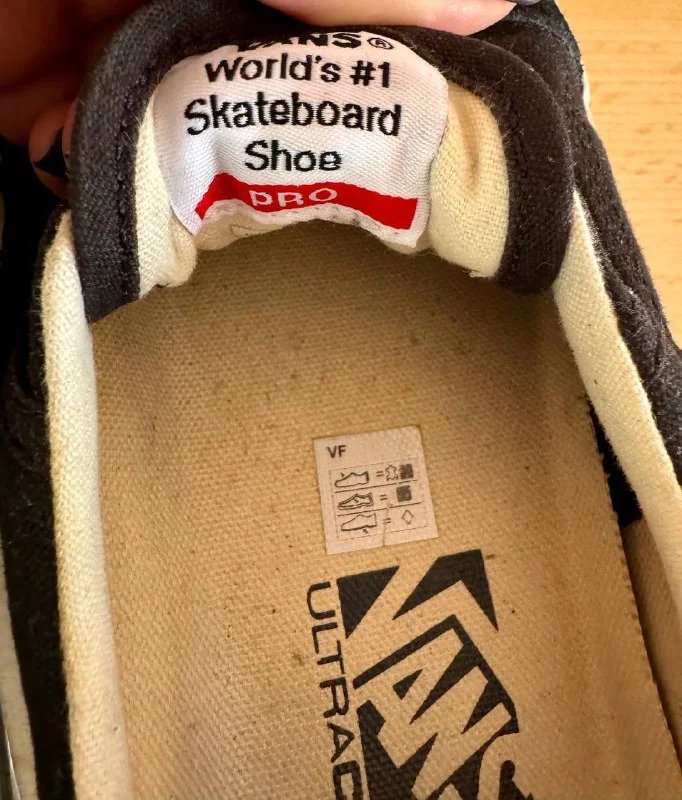 VANS®
World's #1
Skateboard
Shoe
PRO
VF
VANS
ULTRAC